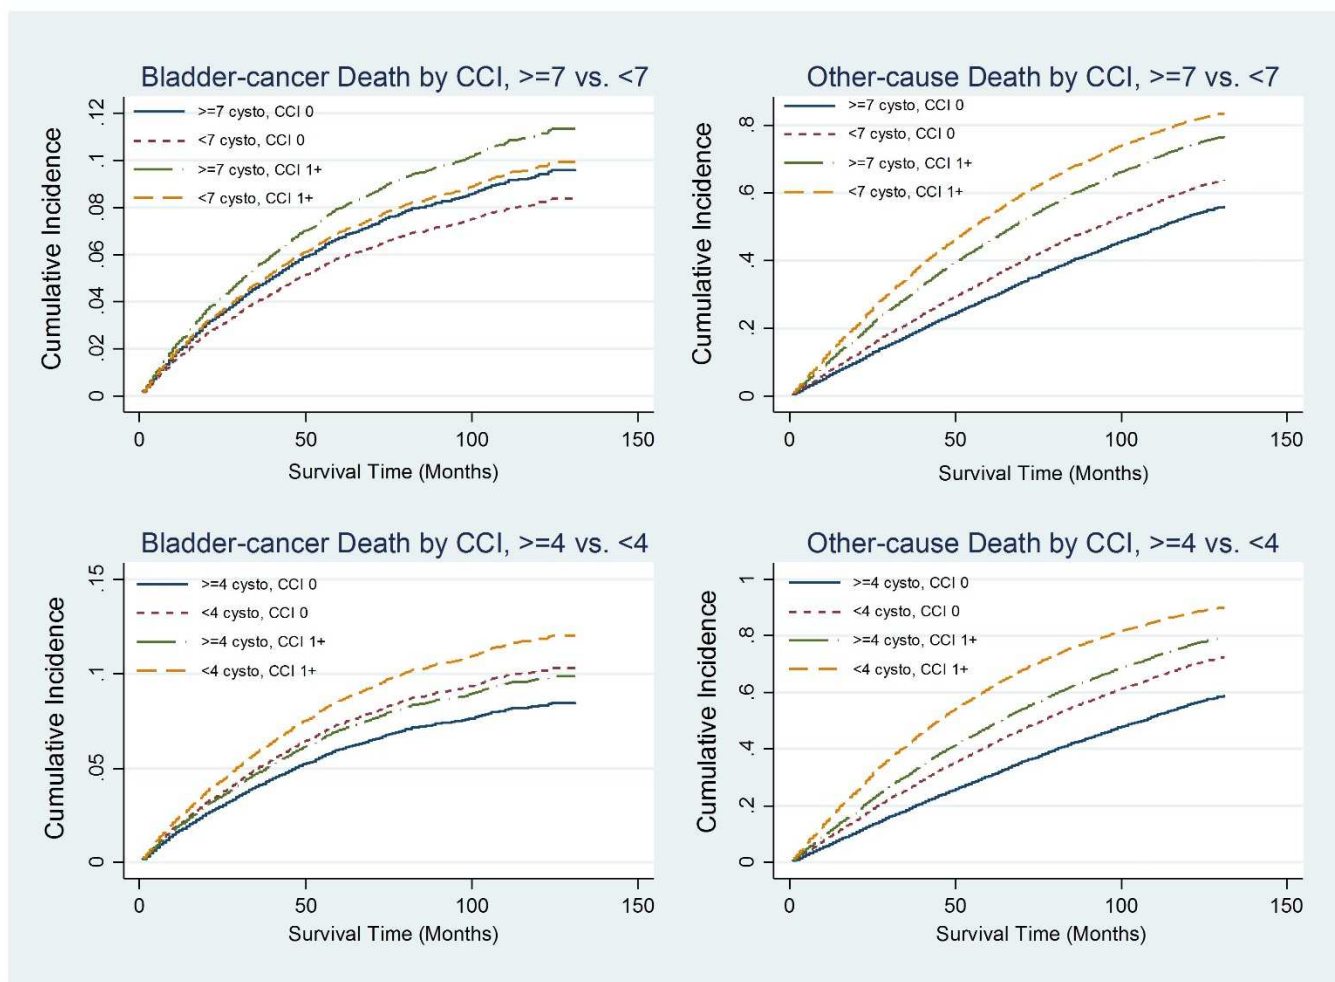 Bladder-cancer Death by CCI, >=7 vs. <7
Cumulative Incidence
.12
.1
.08
.06
.04
.02
0
>=7 cysto, CCI 0
<7 cysto, CCI 0
>=7 cysto, CCI 1+
<7 cysto, CCI 1+
0 50 100 150
Survival Time (Months)
Other-cause Death by CCI, >=7 vs. <7
Cumulative Incidence
.8
.6
.4
.2
0
>=7 cysto, CCI 0
<7 cysto, CCI 0
>=7 cysto, CCI 1+
<7 cysto, CCI 1+
0 50 100 150
Survival Time (Months)
Bladder-cancer Death by CCI, >=4 vs. <4
Cumulative Incidence
.15
.1
.05
0
>=4 cysto, CCI 0
<4 cysto, CCI 0
>=4 cysto, CCI 1+
<4 cysto, CCI 1+
0 50 100 150
Survival Time (Months)
Other-cause Death by CCI, >=4 vs. <4
Cumulative Incidence
1
.8
.6
.4
.2
0
>=4 cysto, CCI 0
<4 cysto, CCI 0
>=4 cysto, CCI 1+
<4 cysto, CCI 1+
0 50 100 150
Survival Time (Months)